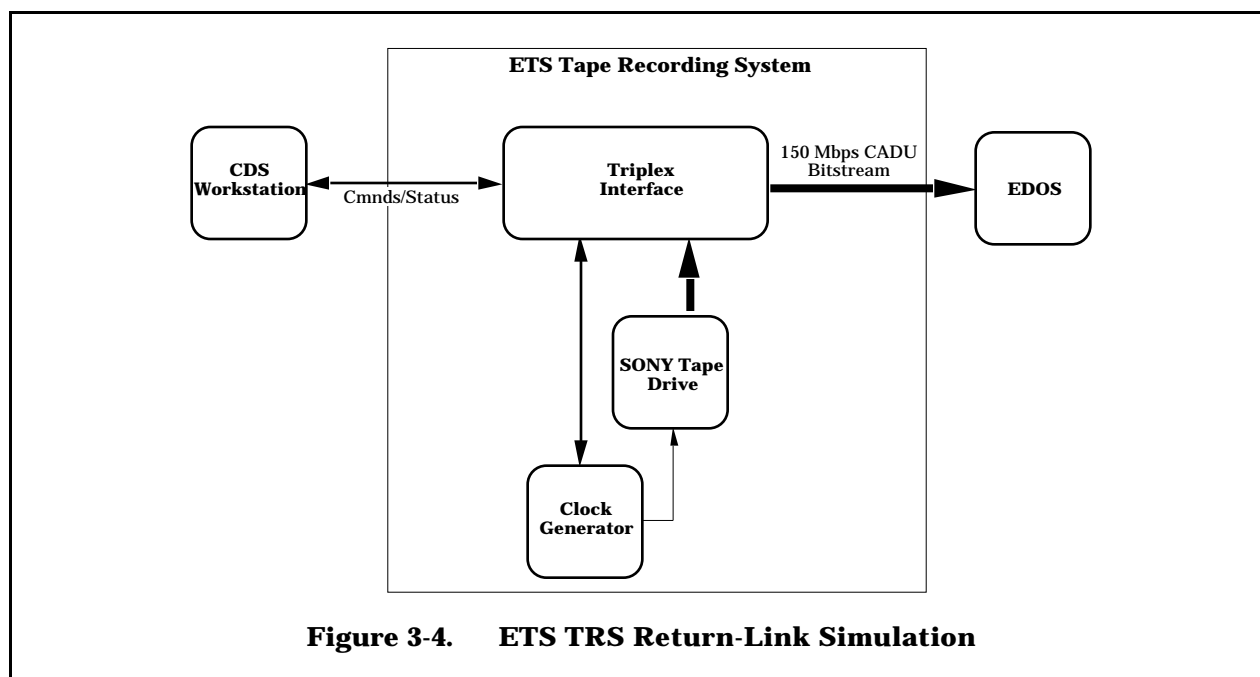 ETS Tape Recording System
CDS
Workstation
Cmnds/Status
Triplex
Interface
150 Mbps CADU
Bitstream
EDOS
SONY Tape
Drive
Clock
Generator
Figure 3-4. ETS TRS Return-Link Simulation